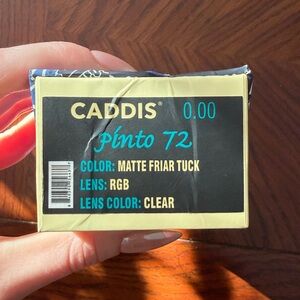 CADDIS® 0.00
pinto 72
COLOR: MATTE FRIAR TUCK
LENS: RGB
LENS COLOR: CLEAR